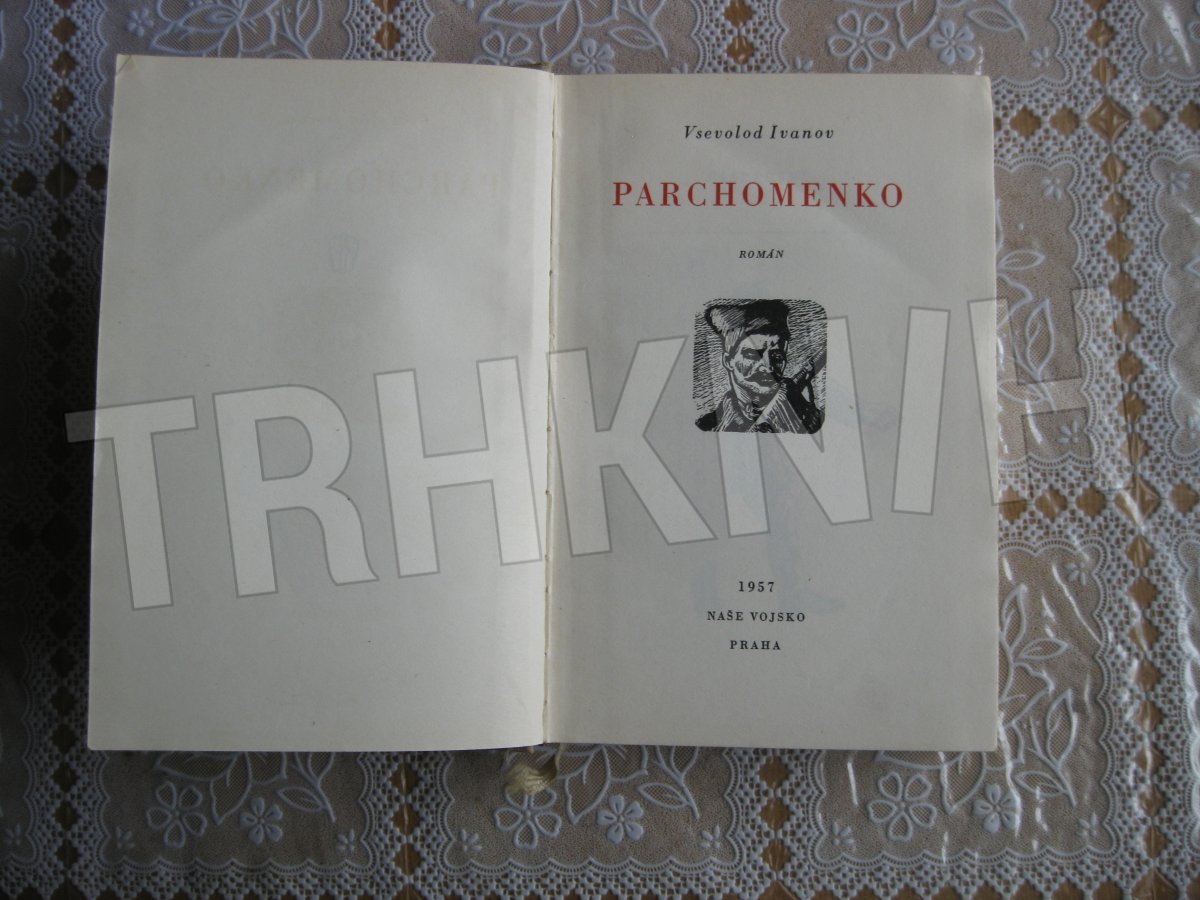 Vsevolod Ivanov
PARCHOMENKO
ROMÁN
TRHKNIH
1957
NAŠE VOJSKO
PRAHA